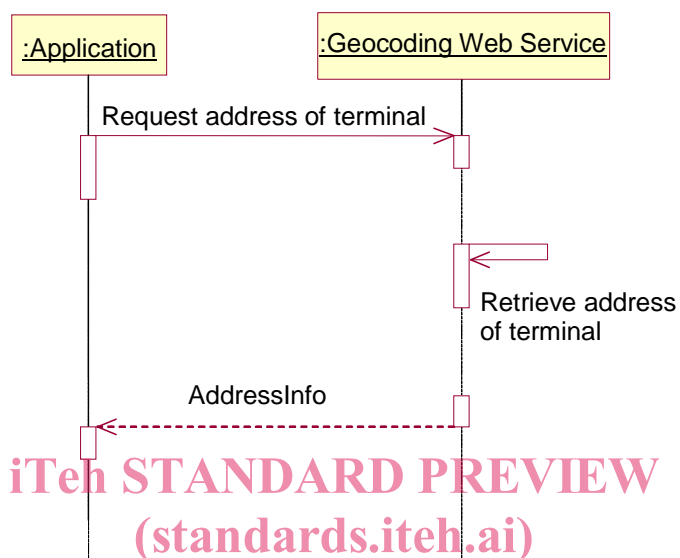 :Application
:Geocoding Web Service
Request address of terminal
Retrieve address
of terminal
AddressInfo
iTeh STANDARD PREVIEW
(standards.iteh.ai)